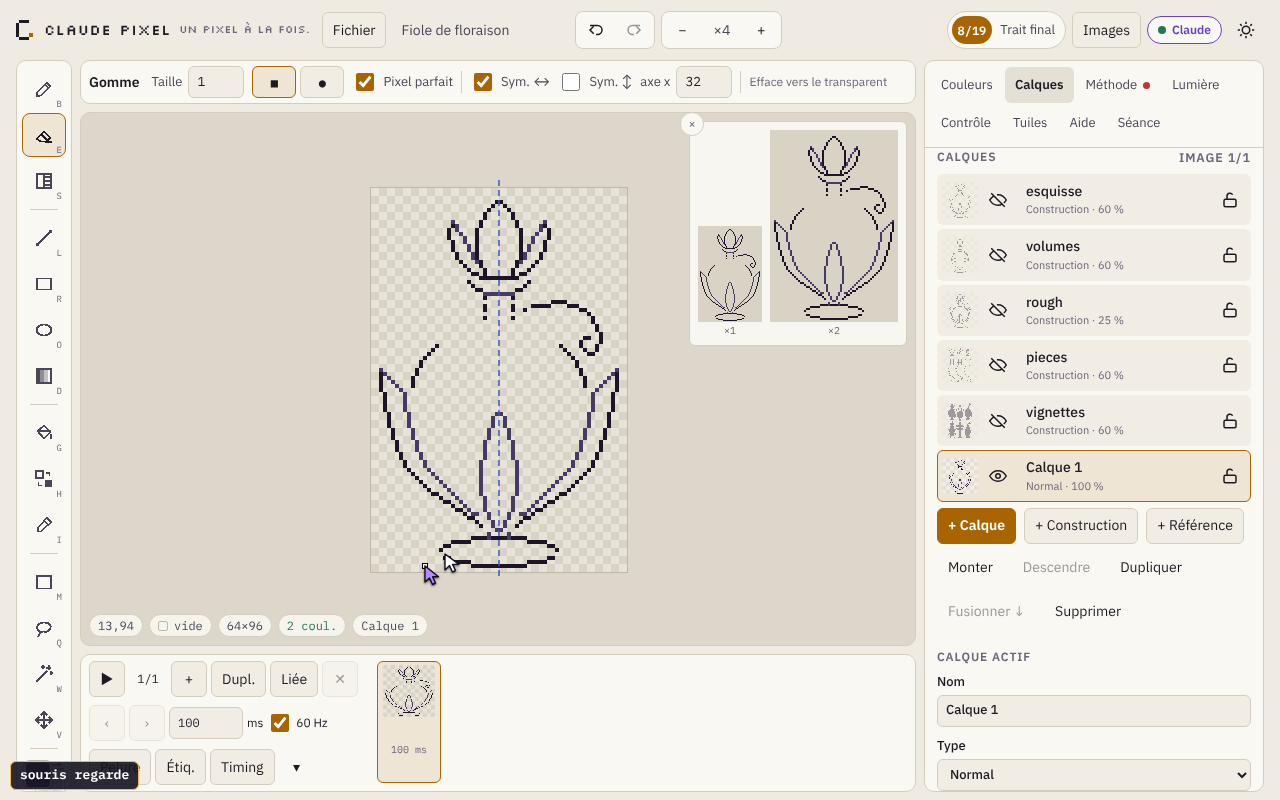 CLAUDE PIXEL UN PIXEL À LA FOIS. Fichier Fiole de floraison − ×4 + 8/19 Trait final Images Claude
Gomme Taille 1 Pixel parfait Sym. ↔ Sym. ↕ axe x 32 Efface vers le transparent
B
E
S
L
R
O
D
G
H
I
M
Q
W
V
×
×1 ×2
13,94 vide 64×96 2 coul. Calque 1
1/1 + Dupl. Liée ×
‹ › 100 ms 60 Hz
Étiq. Timing ▼
100 ms
souris regarde
Couleurs Calques Méthode Lumière
Contrôle Tuiles Aide Séance
CALQUES IMAGE 1/1
esquisse
Construction · 60 %
volumes
Construction · 60 %
rough
Construction · 25 %
pieces
Construction · 60 %
vignettes
Construction · 60 %
Calque 1
Normal · 100 %
+ Calque + Construction + Référence
Monter Descendre Dupliquer
Fusionner ↓ Supprimer
CALQUE ACTIF
Nom
Calque 1
Type
Normal